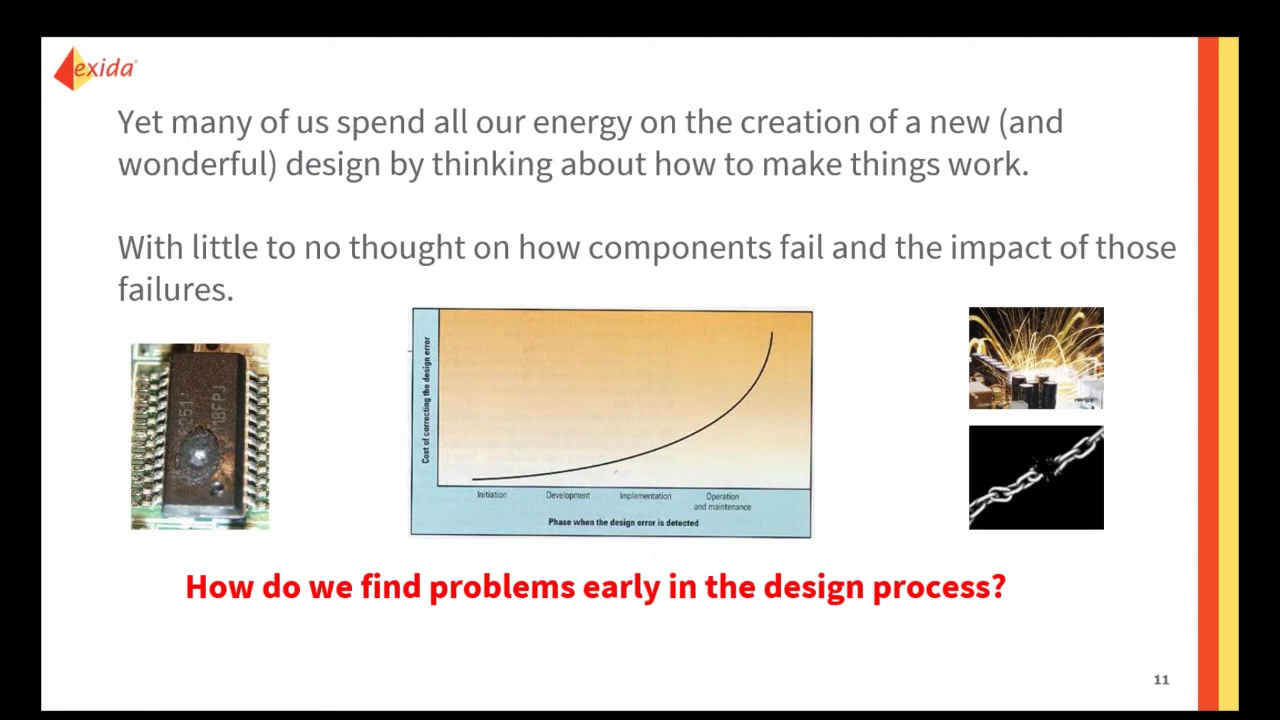 exida
Yet many of us spend all our energy on the creation of a new (and
wonderful) design by thinking about how to make things work.
With little to no thought on how components fail and the impact of those
failures.
Cost of correcting the design error
Initiation
Development
Implementation
Operation
and maintenance
Phase when the design error is detected
How do we find problems early in the design process?
11